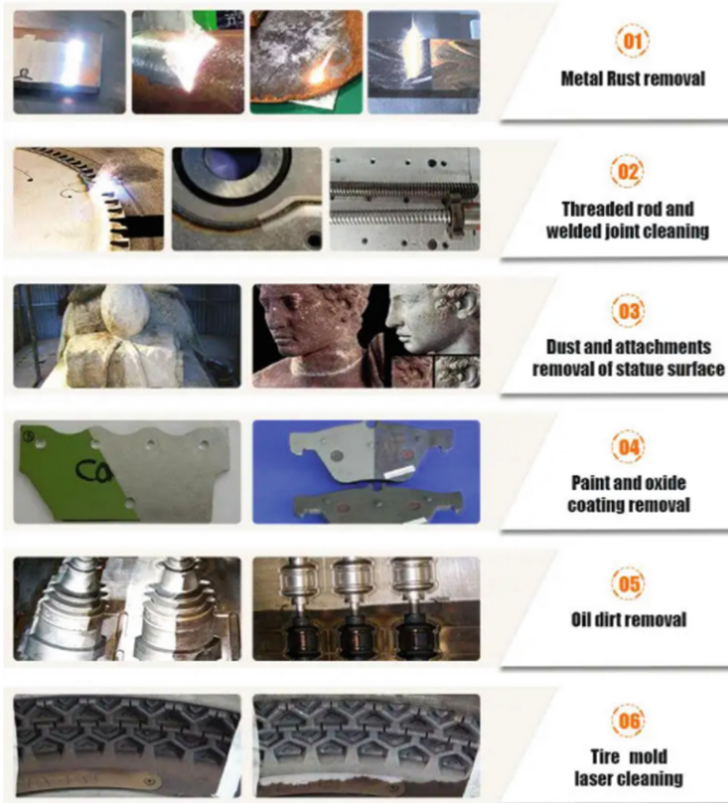 01
Metal Rust removal
02
Threaded rod and
welded joint cleaning
03
Dust and attachments
removal of statue surface
04
Paint and oxide
coating removal
05
Oil dirt removal
06
Tire mold
laser cleaning